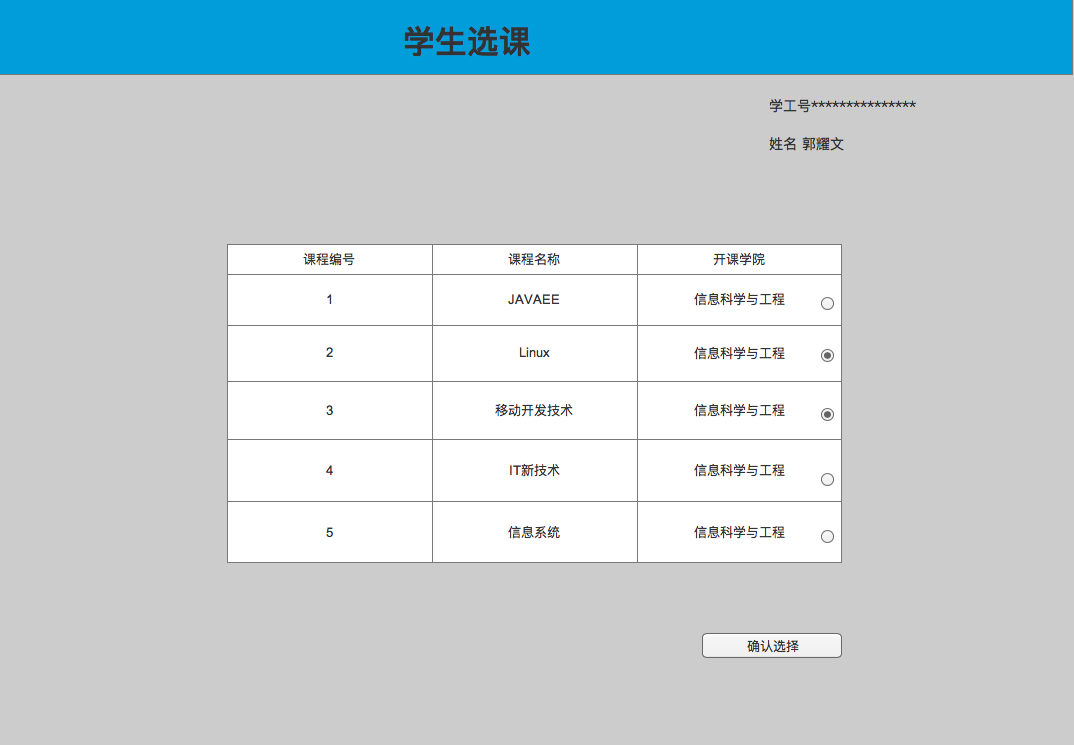 学生选课
学工号***************
姓名 郭耀文
课程编号 课程名称 开课学院
1 JAVAEE 信息科学与工程
2 Linux 信息科学与工程
3 移动开发技术 信息科学与工程
4 IT新技术 信息科学与工程
5 信息系统 信息科学与工程
确认选择